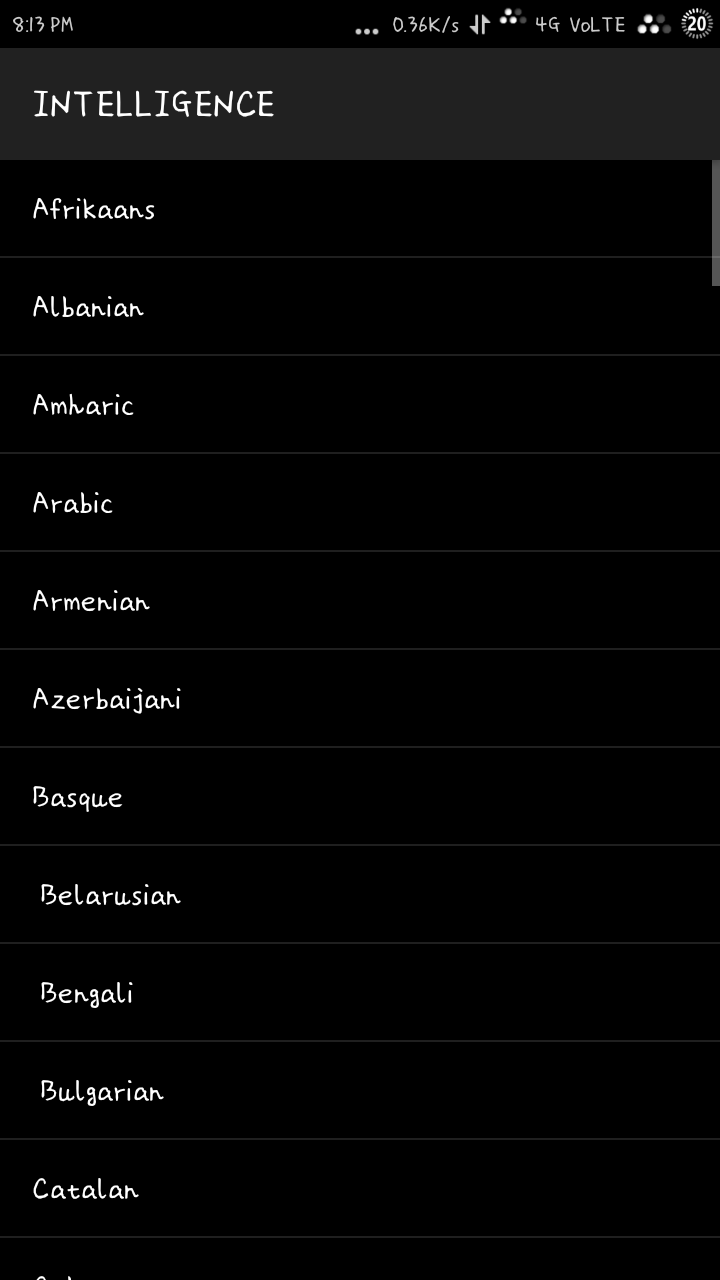 8:13 PM ... 0.36K/s 4G VoLTE 20
INTELLIGENCE
Afrikaans
Albanian
Amharic
Arabic
Armenian
Azerbaijani
Basque
Belarusian
Bengali
Bulgarian
Catalan